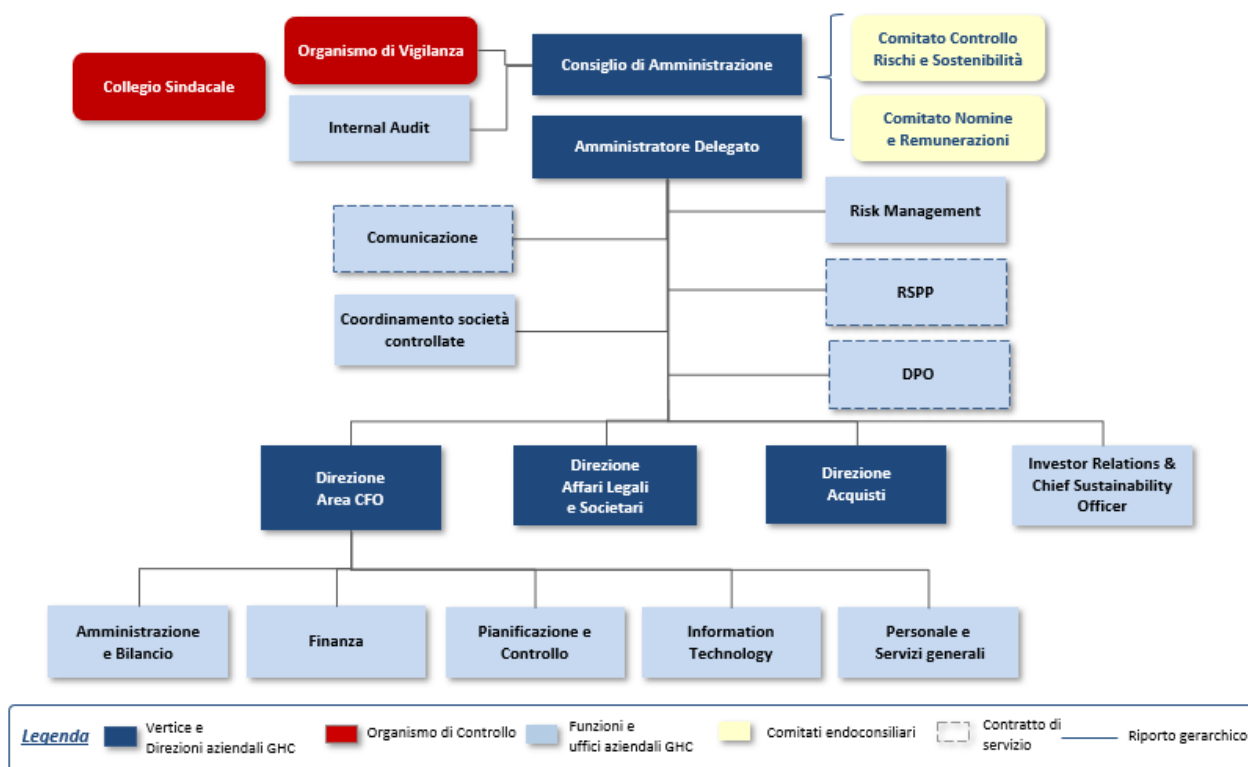 Organismo di Vigilanza
Consiglio di Amministrazione
Comitato Controllo
Rischi e Sostenibilità
Collegio Sindacale
Internal Audit
Comitato Nomine
e Remunerazioni
Amministratore Delegato
Comunicazione
Risk Management
RSPP
Coordinamento società
controllate
DPO
Direzione
Area CFO
Direzione
Affari Legali
e Societari
Direzione
Acquisti
Investor Relations &
Chief Sustainability
Officer
Amministrazione
e Bilancio
Finanza
Pianificazione e
Controllo
Information
Technology
Personale e
Servizi generali
Legenda
Vertice e
Direzioni aziendali GHC
Organismo di Controllo
Funzioni e
uffici aziendali GHC
Comitati endoconsiliari
Contratto di
servizio
Riporto gerarchico